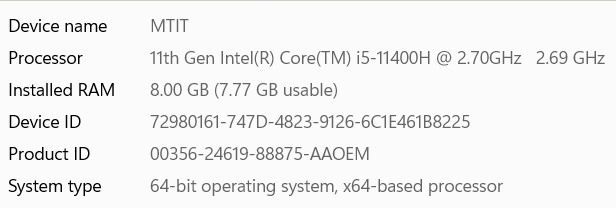 Device name MTIT
Processor 11th Gen Intel(R) Core(TM) i5-11400H @ 2.70GHz 2.69 GHz
Installed RAM 8.00 GB (7.77 GB usable)
Device ID 72980161-747D-4823-9126-6C1E461B8225
Product ID 00356-24619-88875-AAOEM
System type 64-bit operating system, x64-based processor